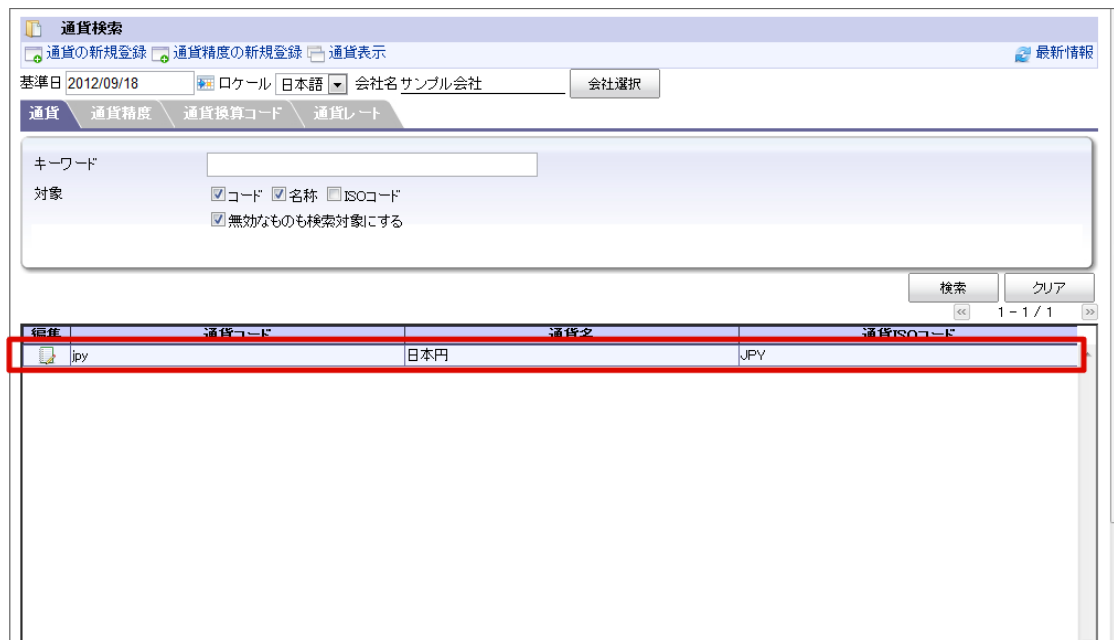 通貨検索
通貨の新規登録 通貨精度の新規登録 通貨表示 最新情報
基準日 2012/09/18 ロケール 日本語 会社名 サンプル会社 会社選択
通貨 通貨精度 通貨換算コード 通貨レート
キーワード
対象 コード 名称 ISOコード
無効なものも検索対象にする
検索 クリア
<< 1 - 1 / 1 >>
編集 通貨コード 通貨名 通貨ISOコード
jpy 日本円 JPY